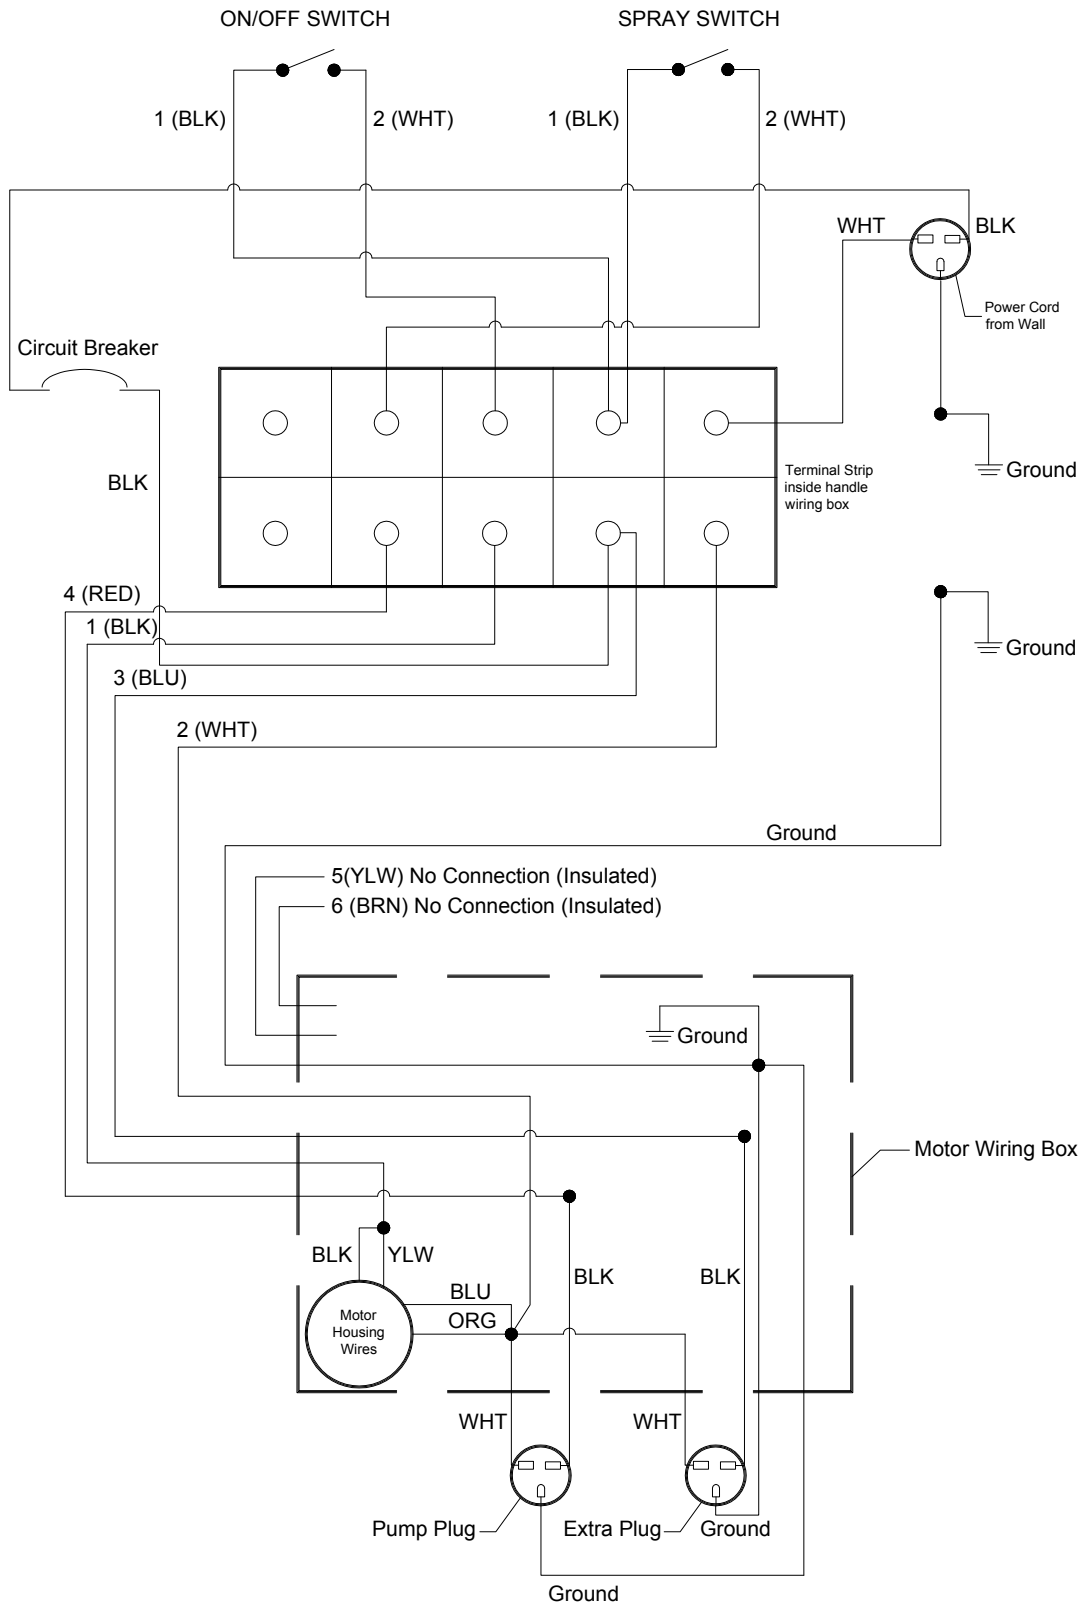 ON/OFF SWITCH
SPRAY SWITCH
1 (BLK)
2 (WHT)
1 (BLK)
2 (WHT)
WHT
BLK
Power Cord
from Wall
Circuit Breaker
BLK
Terminal Strip
inside handle
wiring box
Ground
4 (RED)
1 (BLK)
Ground
3 (BLU)
2 (WHT)
Ground
5(YLW) No Connection (Insulated)
6 (BRN) No Connection (Insulated)
Ground
Motor Wiring Box
BLK
YLW
BLU
ORG
BLK
BLK
Motor
Housing
Wires
WHT
WHT
Pump Plug
Extra Plug
Ground
Ground